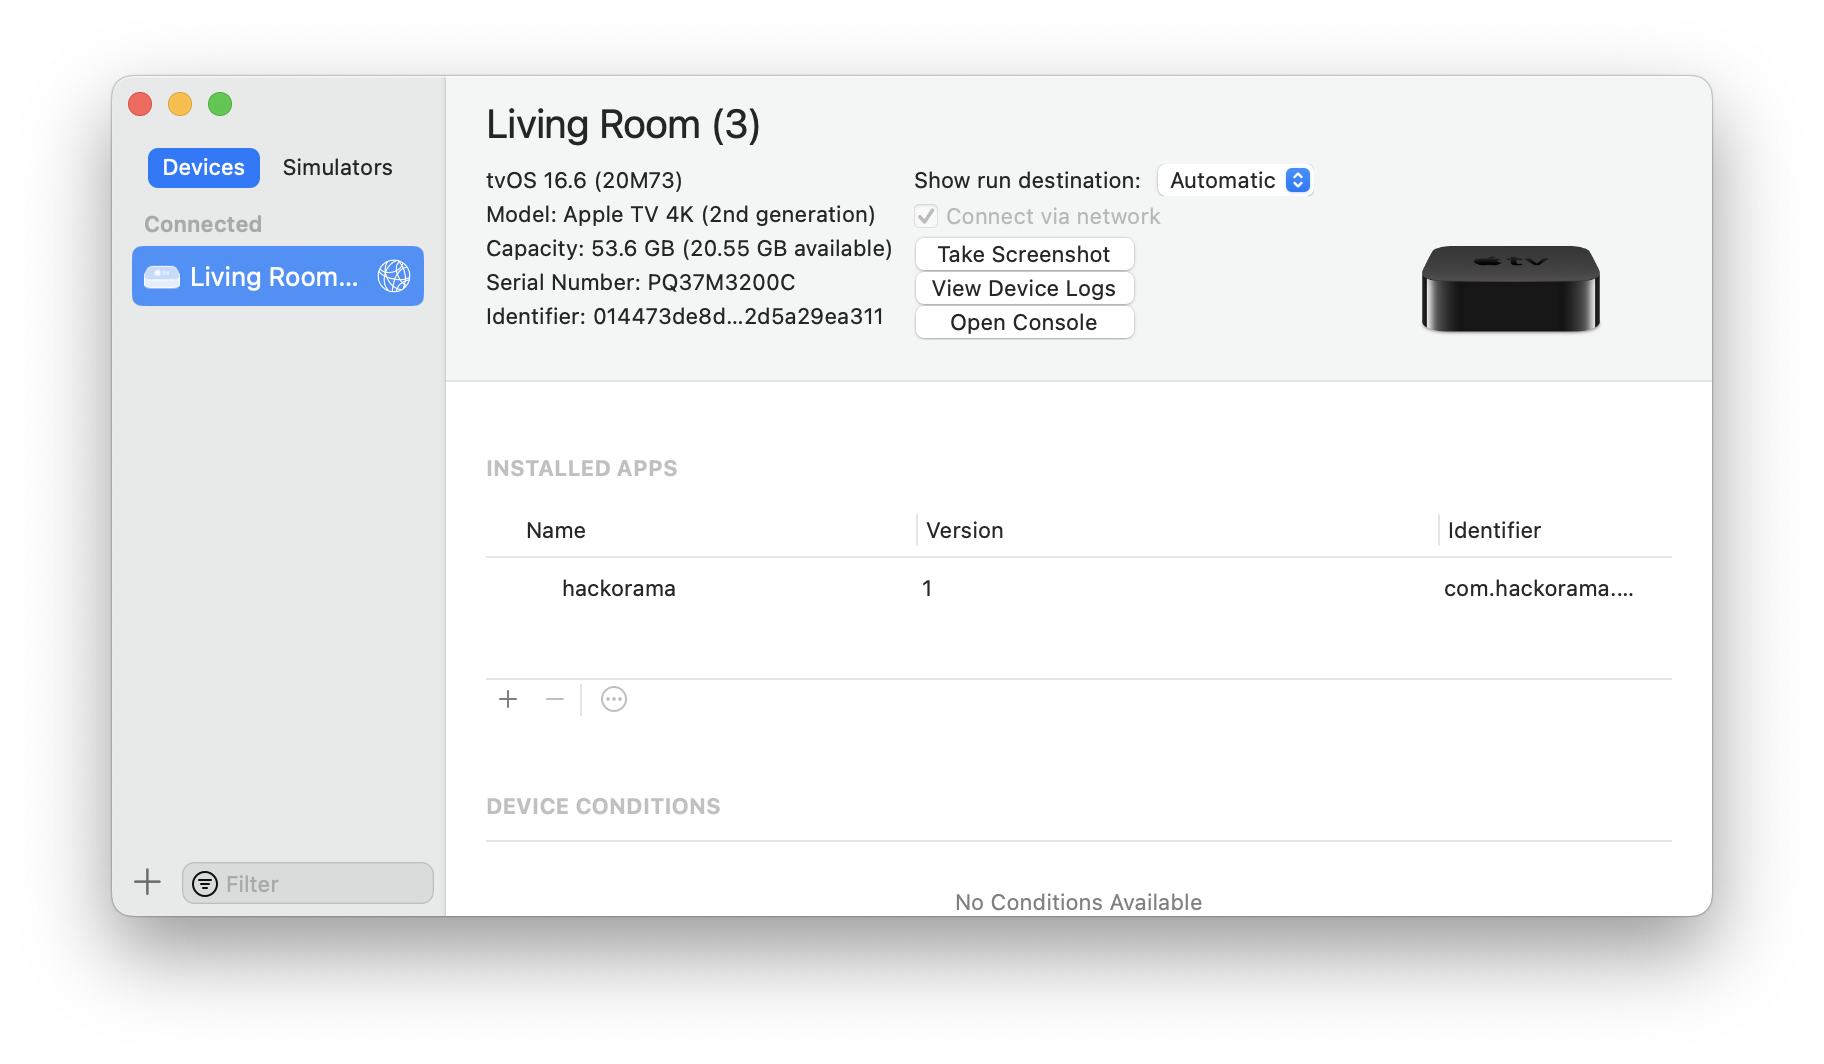 Devices
Simulators
Connected
Living Room...
Filter
Living Room (3)
tvOS 16.6 (20M73)
Model: Apple TV 4K (2nd generation)
Capacity: 53.6 GB (20.55 GB available)
Serial Number: PQ37M3200C
Identifier: 014473de8d...2d5a29ea311
Show run destination: Automatic
Connect via network
Take Screenshot
View Device Logs
Open Console
tv
INSTALLED APPS
Name Version Identifier
hackorama 1 com.hackorama....
DEVICE CONDITIONS
No Conditions Available